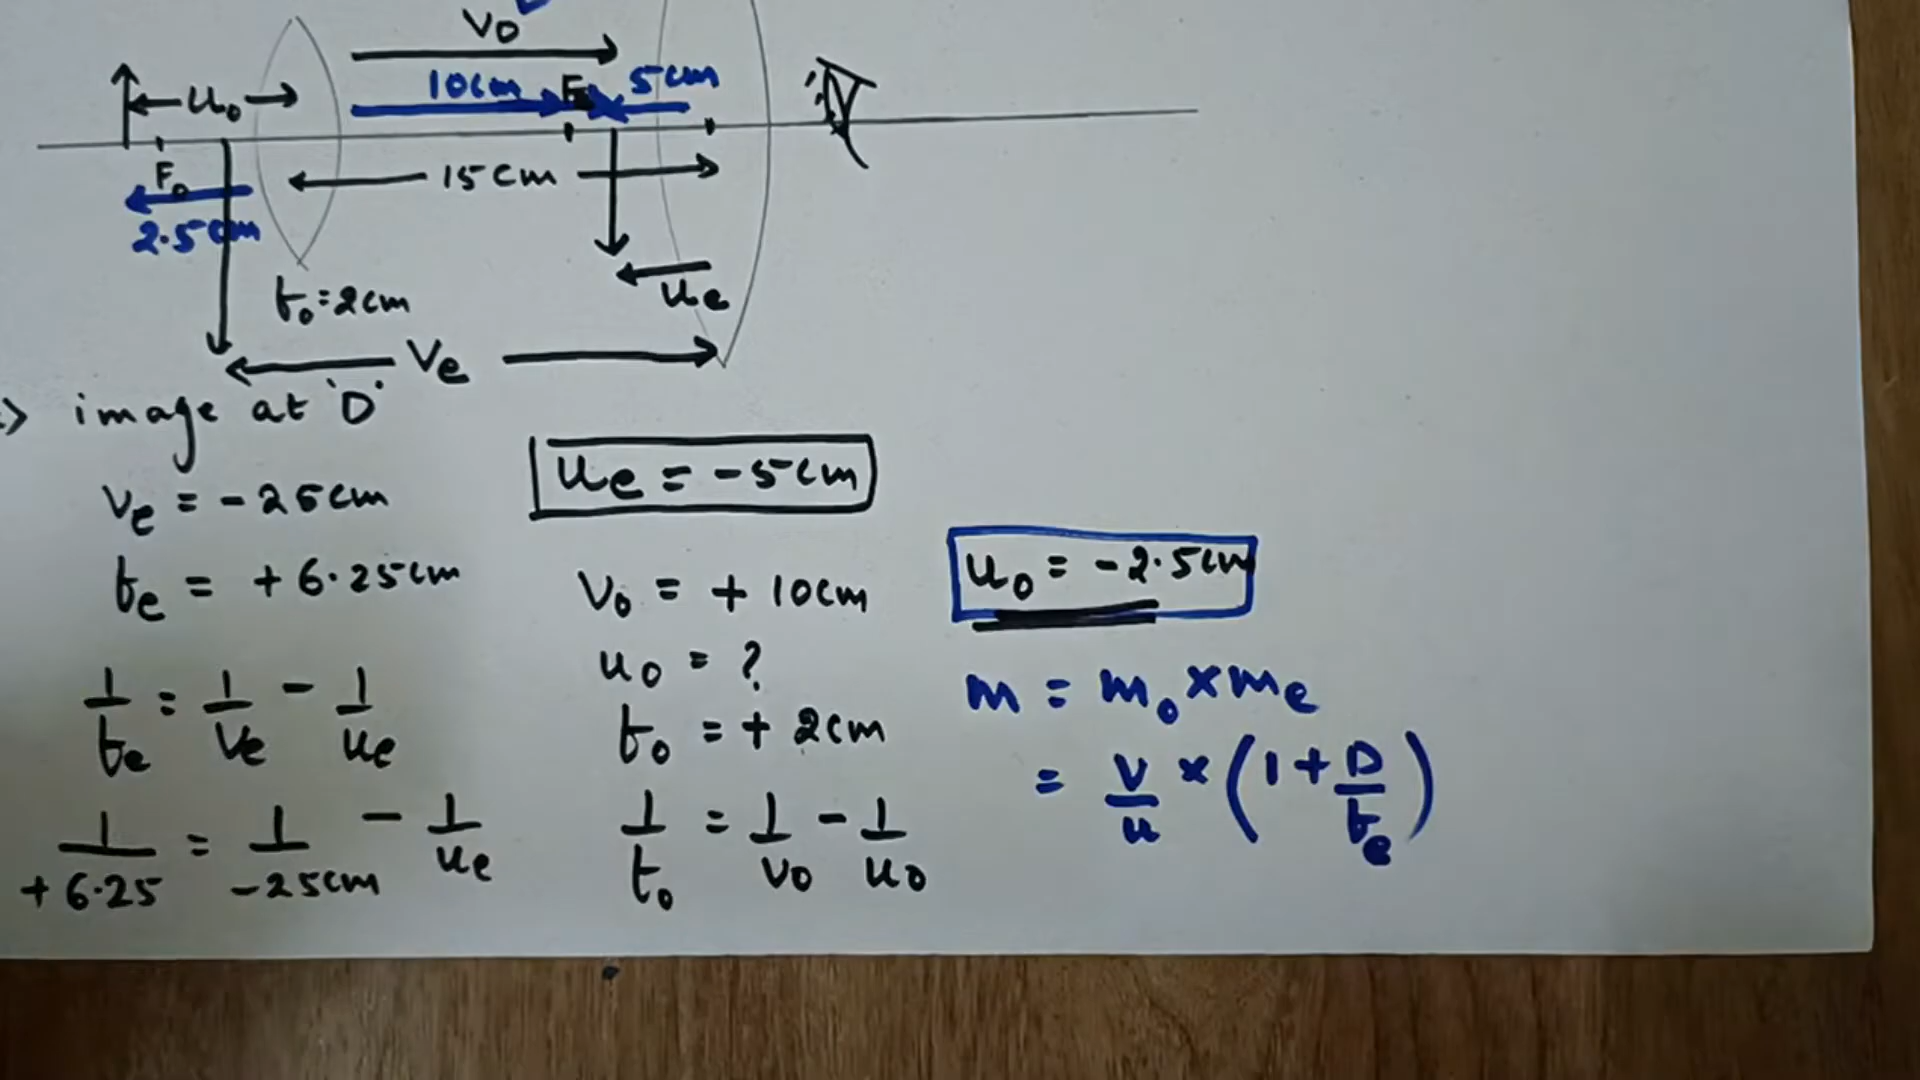 V0
10cm F 5cm
u0
F0
15cm
2.5cm
ue
f0=2cm
Ve
image at 'D'
ve = -25cm
fe = +6.25cm
1/fe = 1/Ve - 1/ue
1/+6.25 = 1/-25cm - 1/ue
ue = -5cm
V0 = +10cm
u0 = ?
f0 = +2cm
1/f0 = 1/v0 - 1/u0
u0 = -2.5cm
m = m0 × me
= V/u × (1 + D/fe)